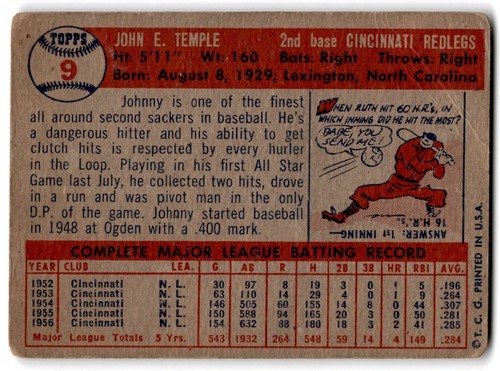 TOPPS
9
JOHN E. TEMPLE 2nd base CINCINNATI REDLEGS
Ht: 5'11" Wt: 160 Bats: Right Throws: Right
Born: August 8, 1929; Lexington, North Carolina
Johnny is one of the finest
all around second sackers in baseball. He's
a dangerous hitter and his ability to get
clutch hits is respected by every hurler
in the Loop. Playing in his first All Star
Game last July, he collected two hits, drove
in a run and was pivot man in the only
D.P. of the game. Johnny started baseball
in 1948 at Ogden with a .400 mark.
WHEN RUTH HIT 60 H.R.'s, IN
WHICH INNING DID HE HIT THE MOST?
BABE, YOU
SEND ME!
ANSWER: 1st INNING—
16 H.R.'s.
COMPLETE MAJOR LEAGUE BATTING RECORD
YEAR CLUB LEA. G AB R H 2B 3B HR RBI AVG.
1952 Cincinnati N. L. 30 97 8 19 3 1 5 .196
1953 Cincinnati N. L. 63 110 14 29 4 0 1 9 .264
1954 Cincinnati N. L. 146 505 60 155 14 8 0 44 .307
1955 Cincinnati N. L. 150 588 94 165 20 3 0 50 .281
1956 Cincinnati N. L. 154 632 88 180 18 3 2 41 .285
Major League Totals 5 Yrs. 543 1932 264 548 59 4 149 .284
© T. C. G. PRINTED IN U.S.A.